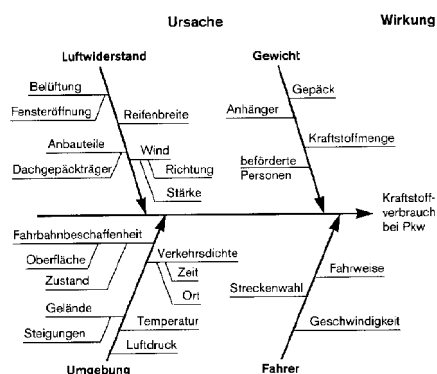 Ursache
Wirkung
Luftwiderstand
Gewicht
Belüftung
Fensteröffnung
Reifenbreite
Anbauteile
Dachgepäckträger
Wind
Richtung
Stärke
Gepäck
Anhänger
Kraftstoffmenge
beförderte
Personen
Kraftstoff-
verbrauch
bei Pkw
Fahrbahnbeschaffenheit
Oberfläche
Zustand
Verkehrsdichte
Zeit
Ort
Gelände
Steigungen
Temperatur
Luftdruck
Umgebung
Fahrweise
Streckenwahl
Geschwindigkeit
Fahrer